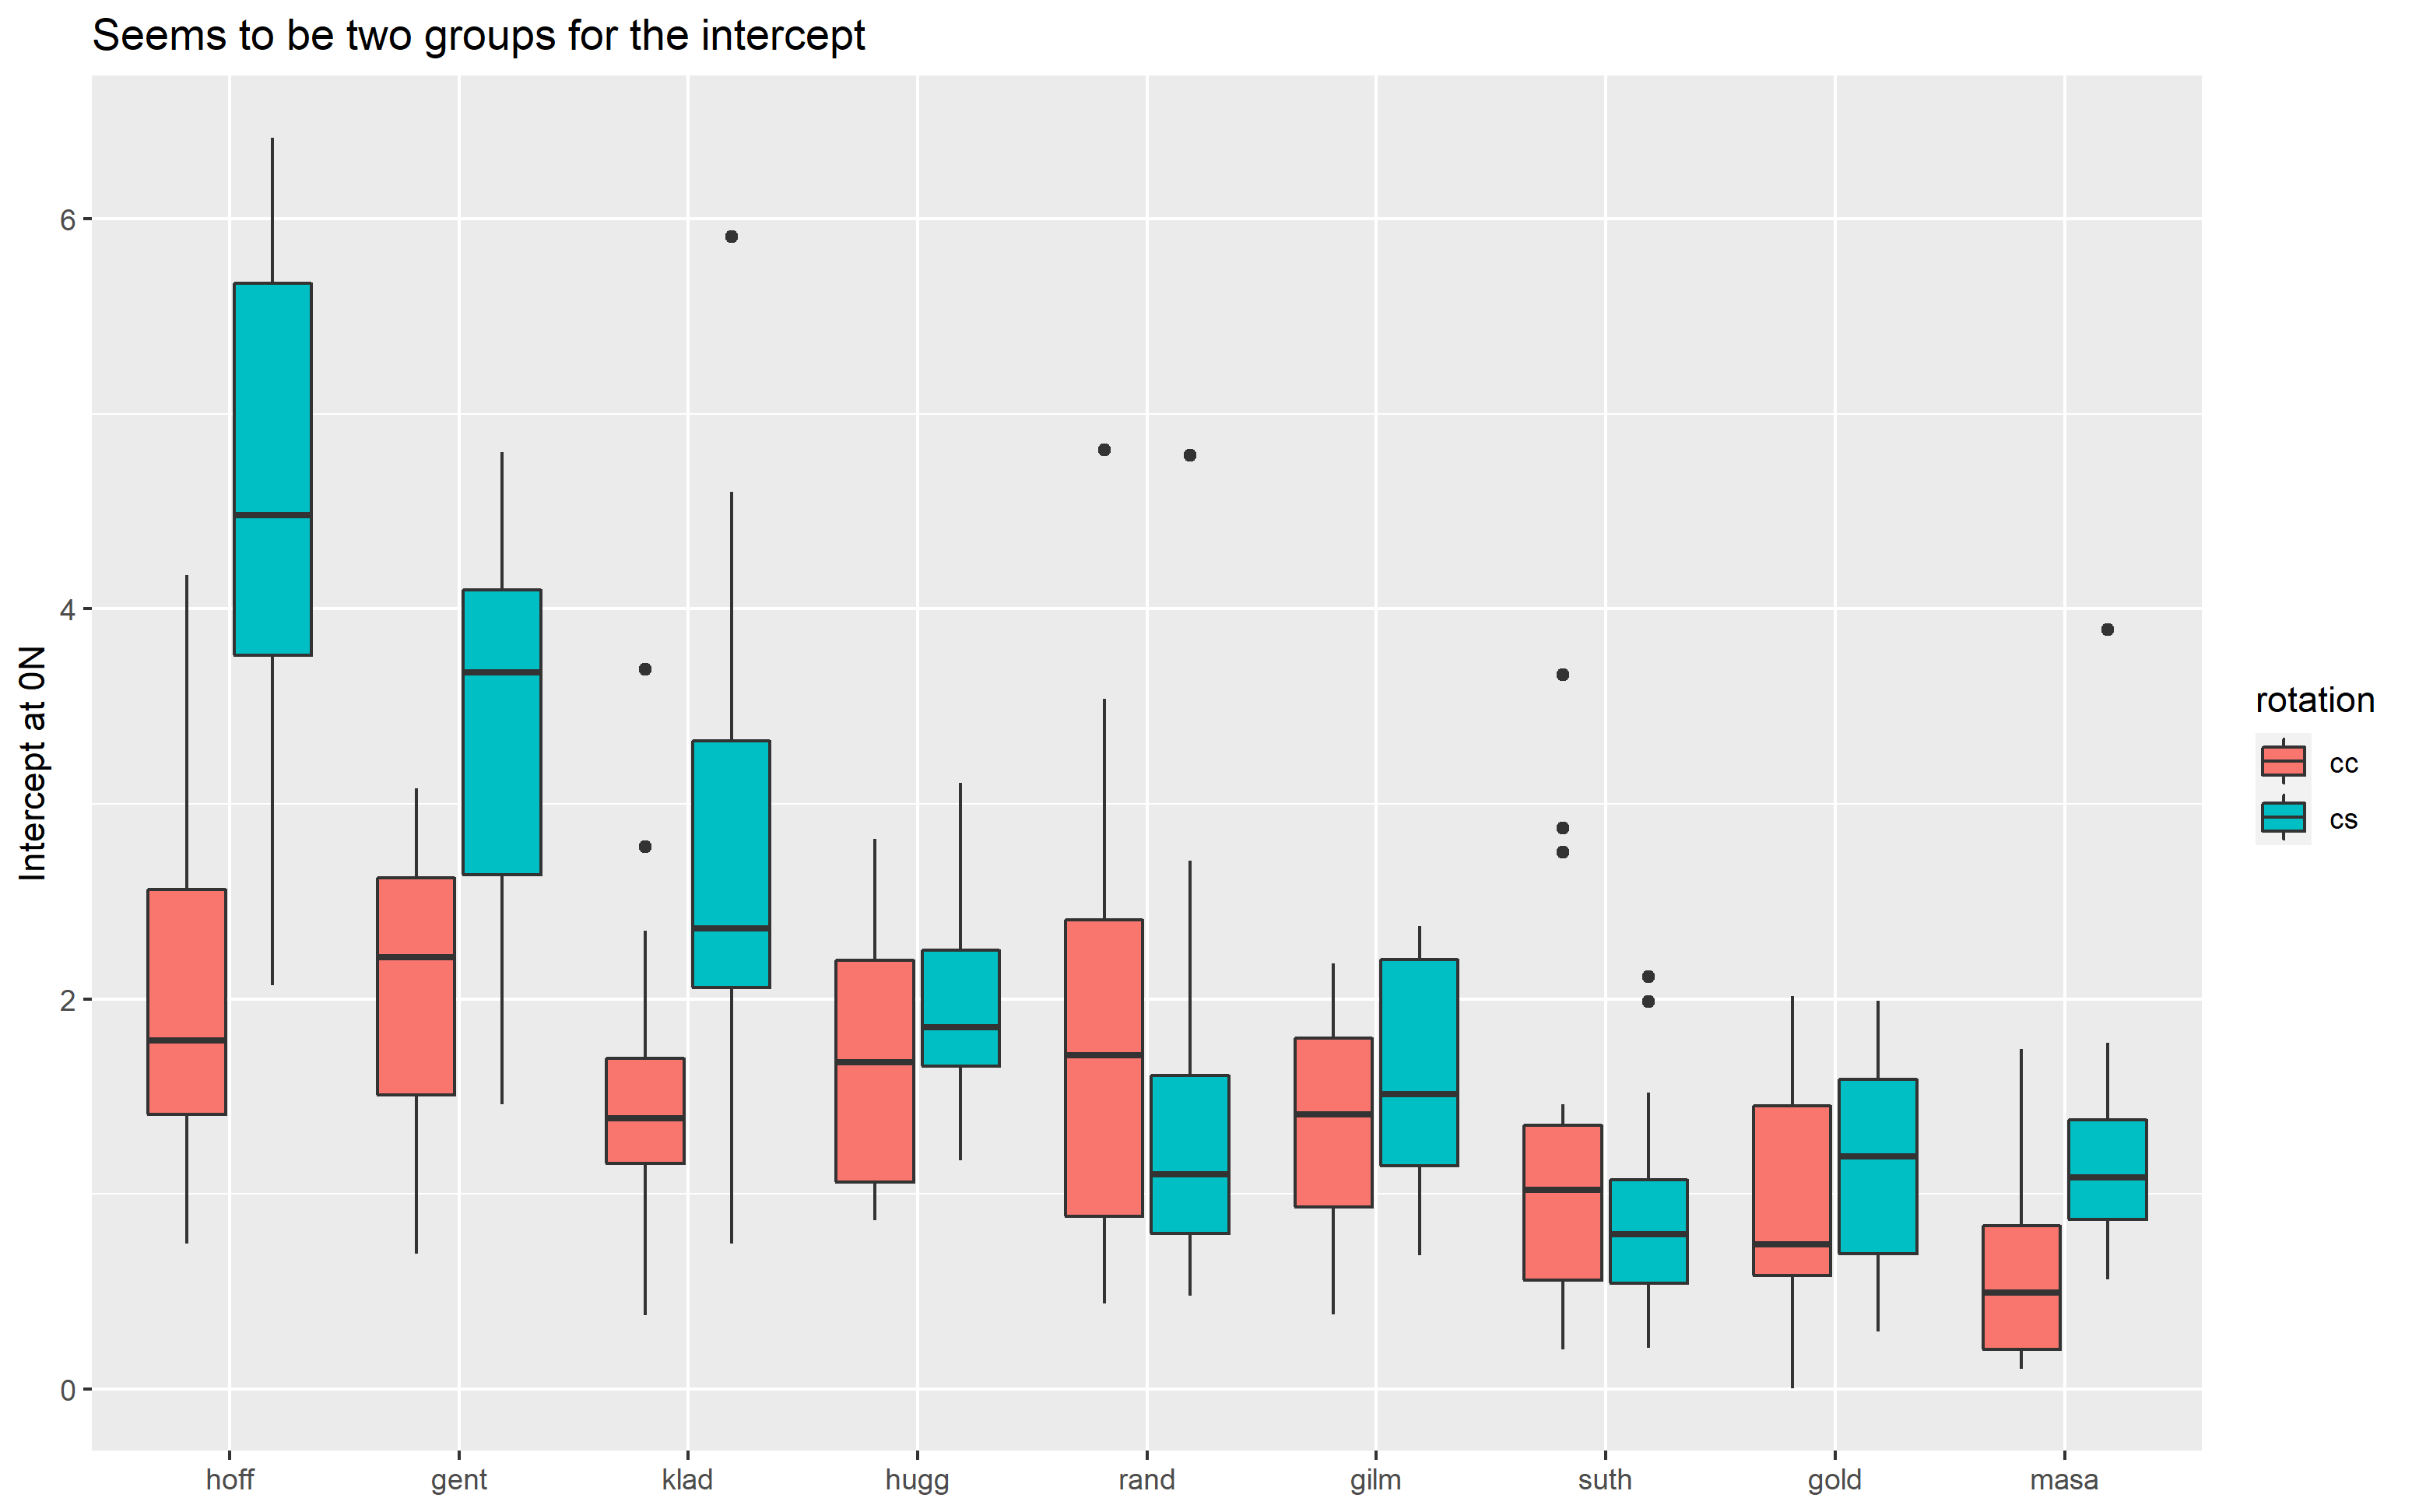 Seems to be two groups for the intercept
Intercept at 0N
6
4
2
0
hoff
gent
klad
hugg
rand
gilm
suth
gold
masa
rotation
cc
cs